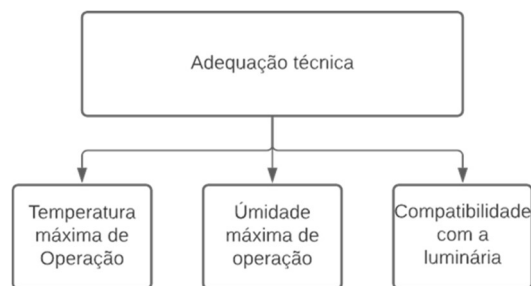 Adequação técnica
Temperatura
máxima de
Operação
Úmidade
máxima de
operação
Compatibilidade
com a
luminária